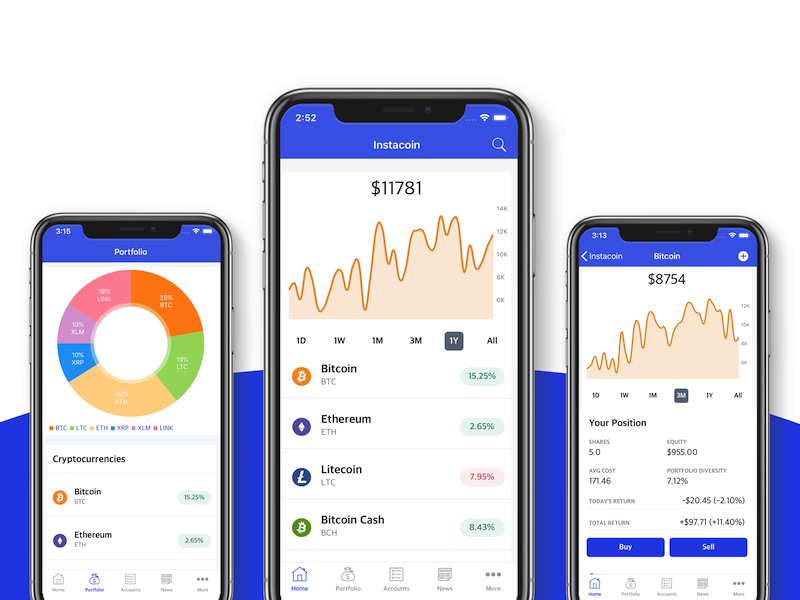 3:15
Portfolio
18%
LINK
25%
BTC
10%
XLM
19%
LTC
10%
XRP
30%
ETH
BTC LTC ETH XRP XLM LINK
Cryptocurrencies
Bitcoin
BTC
15.25%
Ethereum
ETH
2.65%
Home Portfolio Accounts News More
2:52
Instacoin
$11781
14K
12K
10K
8K
6K
1D 1W 1M 3M 1Y All
Bitcoin
BTC
15.25%
Ethereum
ETH
2.65%
Litecoin
LTC
7.95%
Bitcoin Cash
BCH
8.43%
Home Portfolio Accounts News More
3:13
Instacoin Bitcoin
$8754
12K
10K
8K
6K
1D 1W 1M 3M 1Y All
Your Position
SHARES EQUITY
5.0 $955.00
AVG COST PORTFOLIO DIVERSITY
171.46 7.12%
TODAY'S RETURN -$20.45 (-2.10%)
TOTAL RETURN +$97.71 (+11.40%)
Buy Sell
Home Portfolio Accounts News More